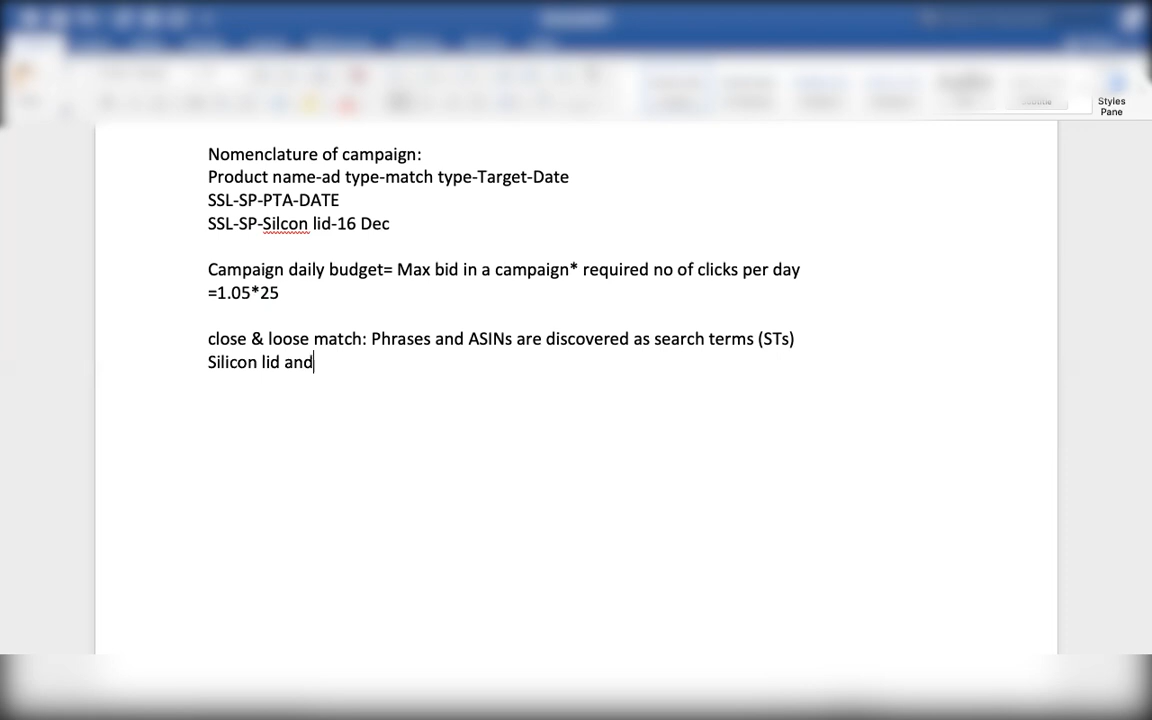 Styles
Pane
Nomenclature of campaign:
Product name-ad type-match type-Target-Date
SSL-SP-PTA-DATE
SSL-SP-Silcon lid-16 Dec
Campaign daily budget= Max bid in a campaign* required no of clicks per day
=1.05*25
close & loose match: Phrases and ASINs are discovered as search terms (STs)
Silicon lid and